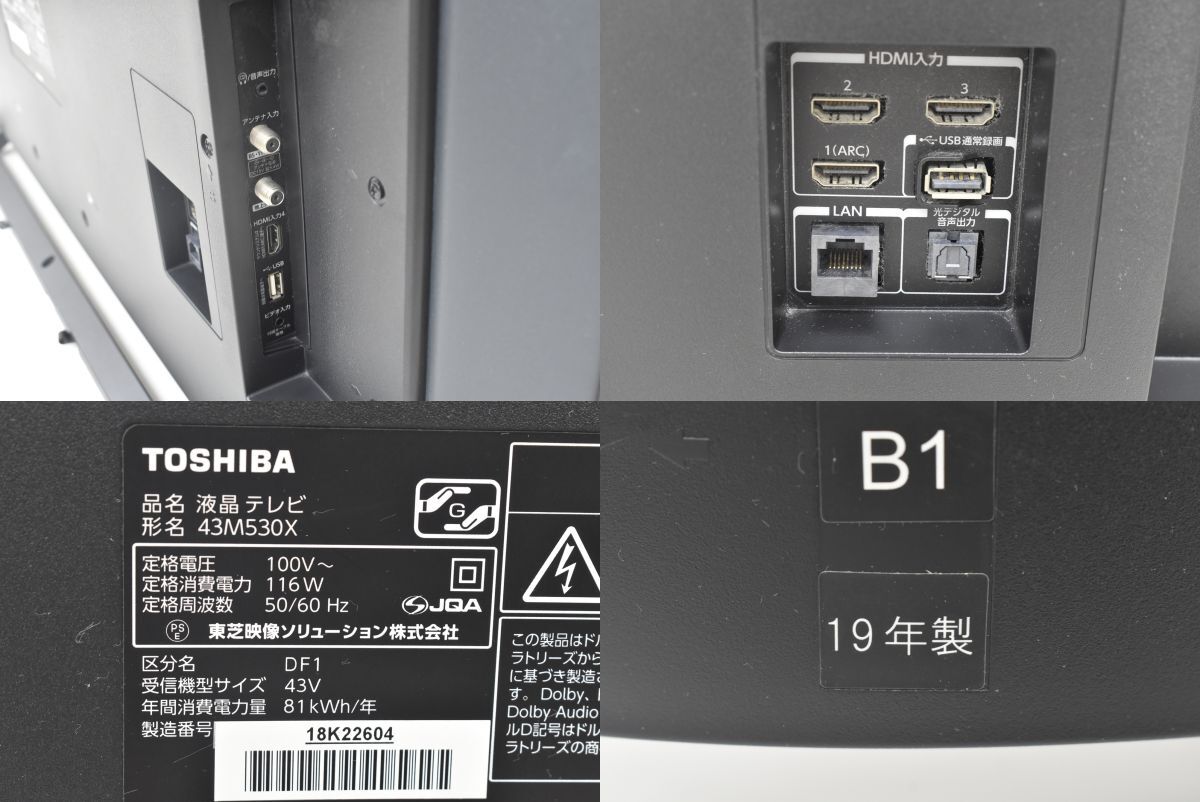 /音声出力
アンテナ入力
HDMI入力4
USB
ビデオ入力
HDMI入力
2
3
1(ARC)
USB通常録画
LAN
光デジタル
音声出力
TOSHIBA
品名 液晶テレビ
形名 43M530X
G
定格電圧 100V～
定格消費電力 116W
定格周波数 50/60 Hz
JQA
PS
E
東芝映像ソリューション株式会社
区分名 DF1
受信機型サイズ 43V
年間消費電力量 81kWh/年
製造番号
18K22604
この製品はドル
ラトリーズから
に基づき製造さ
す。Dolby、
Dolby Audio
ルD記号はドル
ラトリーズの商
B1
19年製